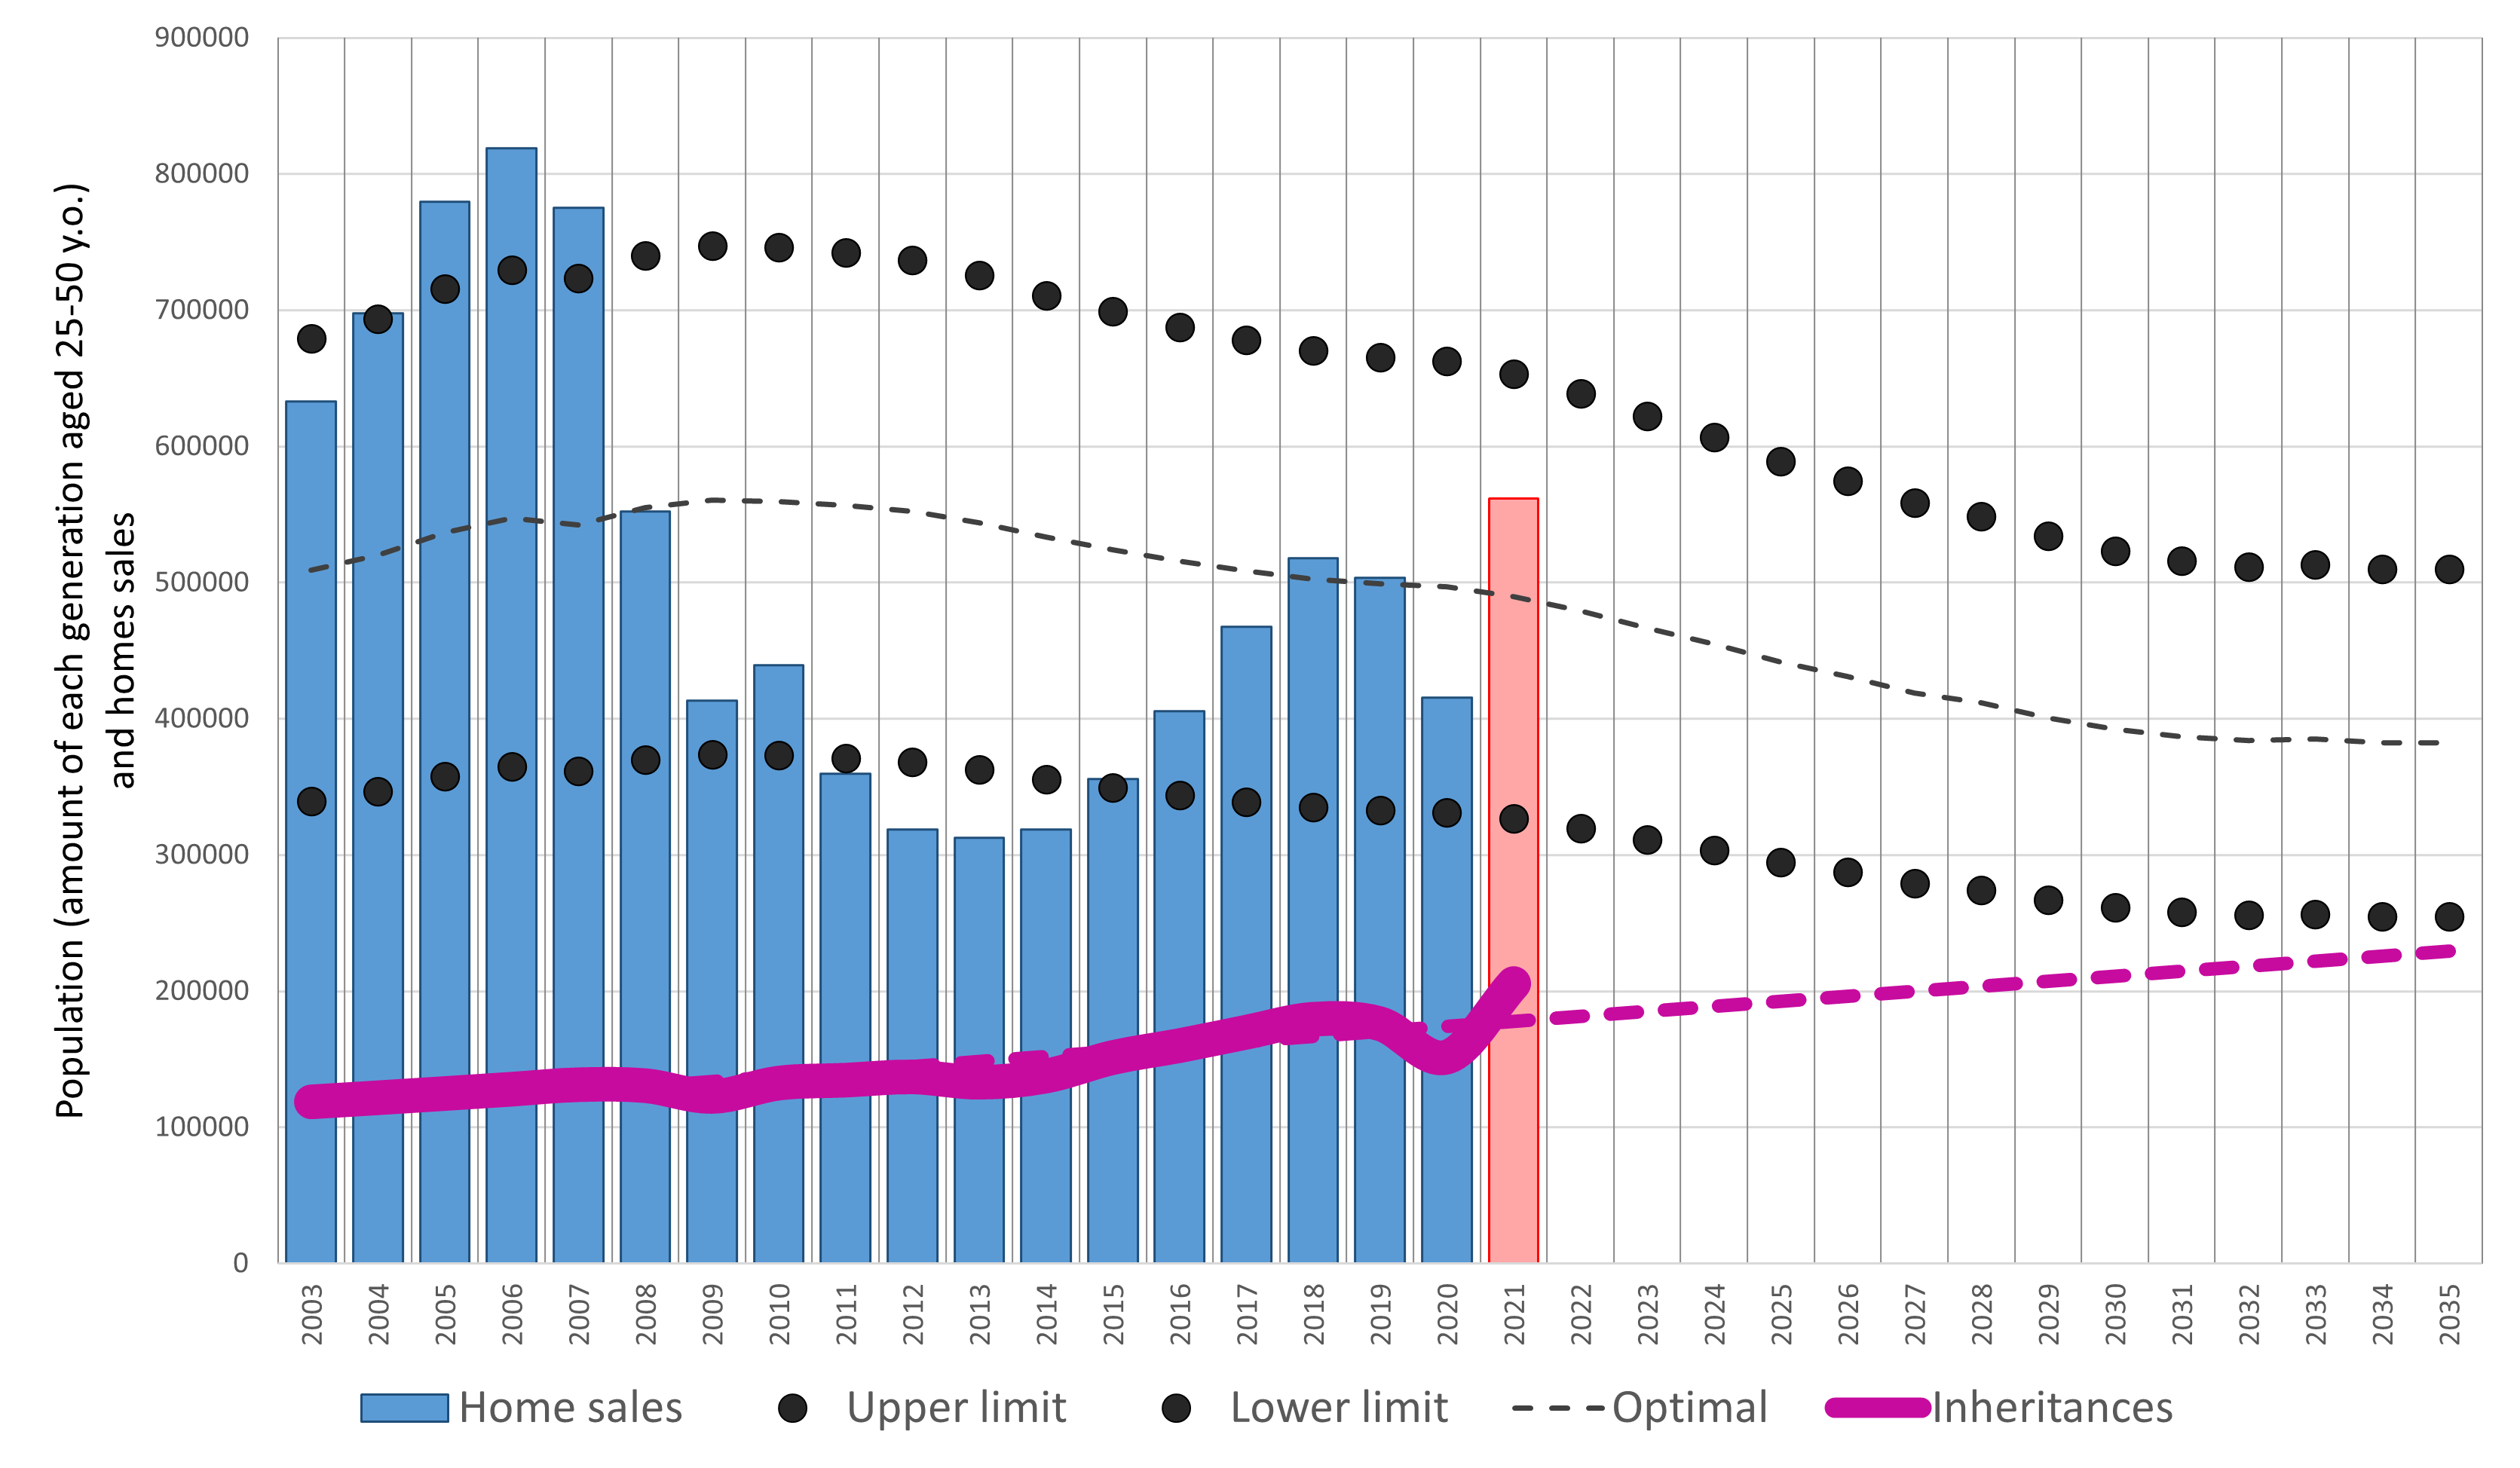 Population (amount of each generation aged 25-50 y.o.)
and homes sales
900000
800000
700000
600000
500000
400000
300000
200000
100000
0
2003 2004 2005 2006 2007 2008 2009 2010 2011 2012 2013 2014 2015 2016 2017 2018 2019 2020 2021 2022 2023 2024 2025 2026 2027 2028 2029 2030 2031 2032 2033 2034 2035
Home sales Upper limit Lower limit Optimal Inheritances